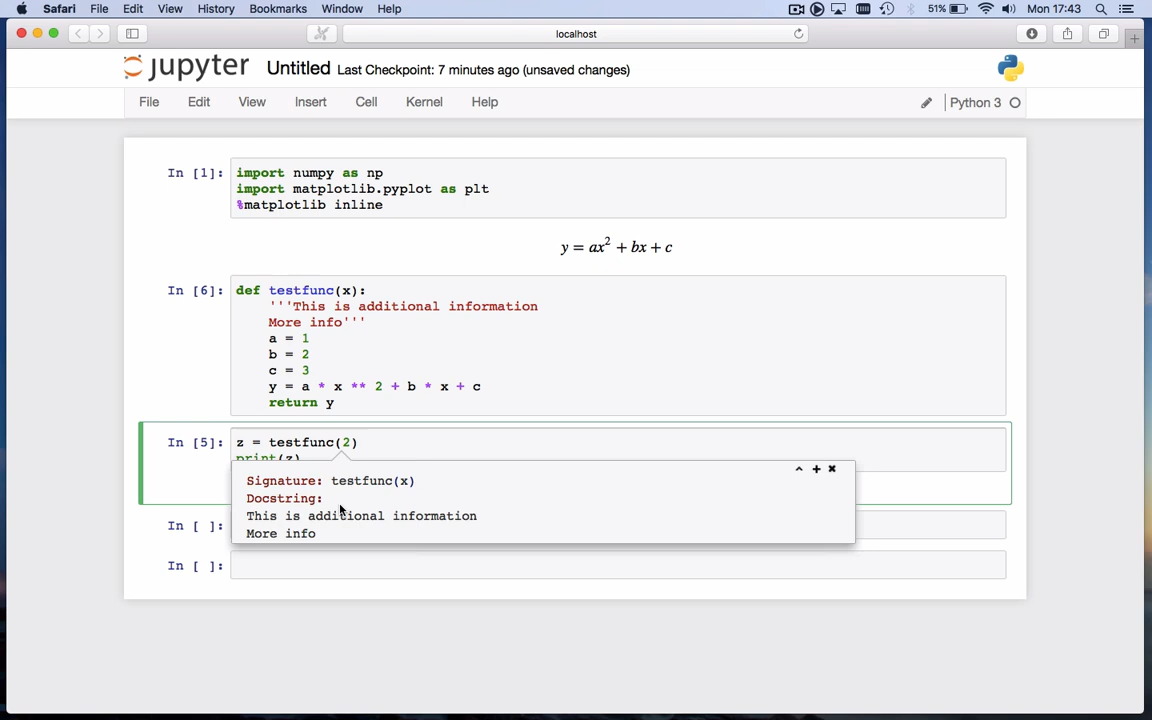 Safari File Edit View History Bookmarks Window Help 51% Mon 17:43
localhost
jupyter Untitled Last Checkpoint: 7 minutes ago (unsaved changes)
File Edit View Insert Cell Kernel Help Python 3
In [1]: import numpy as np
import matplotlib.pyplot as plt
%matplotlib inline
y = ax² + bx + c
In [6]: def testfunc(x):
'''This is additional information
More info'''
a = 1
b = 2
c = 3
y = a * x ** 2 + b * x + c
return y
In [5]: z = testfunc(2)
print(z)
Signature: testfunc(x)
Docstring:
This is additional information
More info
In [ ]:
In [ ]: